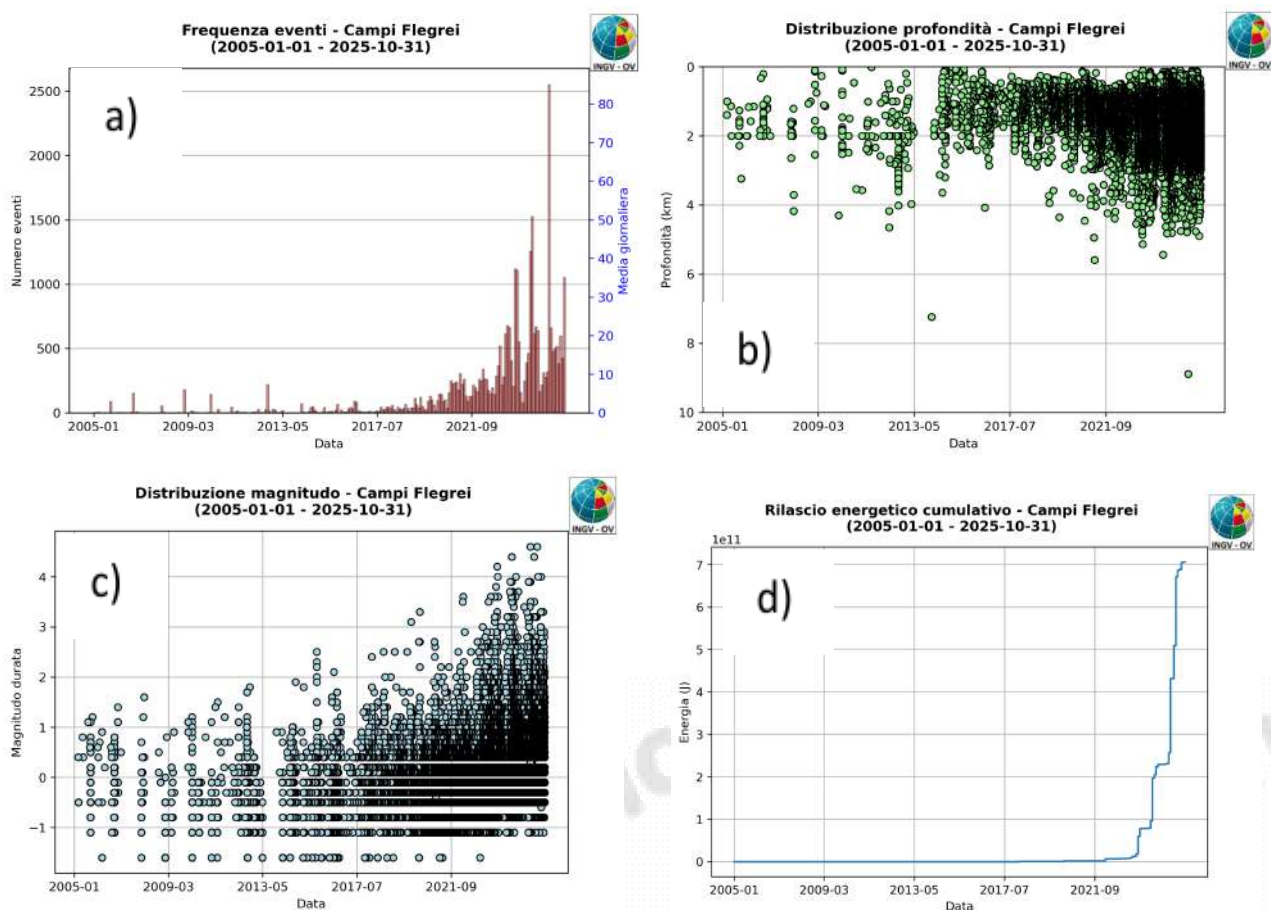 Frequenza eventi - Campi Flegrei
(2005-01-01 - 2025-10-31)
INGV - OV
a)
2500
2000
1500
1000
500
0
Numero eventi
80
70
60
50
40
30
20
10
0
Media giornaliera
2005-01 2009-03 2013-05 2017-07 2021-09
Data
Distribuzione profondità - Campi Flegrei
(2005-01-01 - 2025-10-31)
INGV - OV
b)
0
2
4
6
8
10
Profondità (km)
2005-01 2009-03 2013-05 2017-07 2021-09
Data
Distribuzione magnitudo - Campi Flegrei
(2005-01-01 - 2025-10-31)
INGV - OV
c)
4
3
2
1
0
−1
Magnitudo durata
2005-01 2009-03 2013-05 2017-07 2021-09
Data
Rilascio energetico cumulativo - Campi Flegrei
(2005-01-01 - 2025-10-31)
INGV - OV
1e11
d)
7
6
5
4
3
2
1
0
Energia (J)
2005-01 2009-03 2013-05 2017-07 2021-09
Data